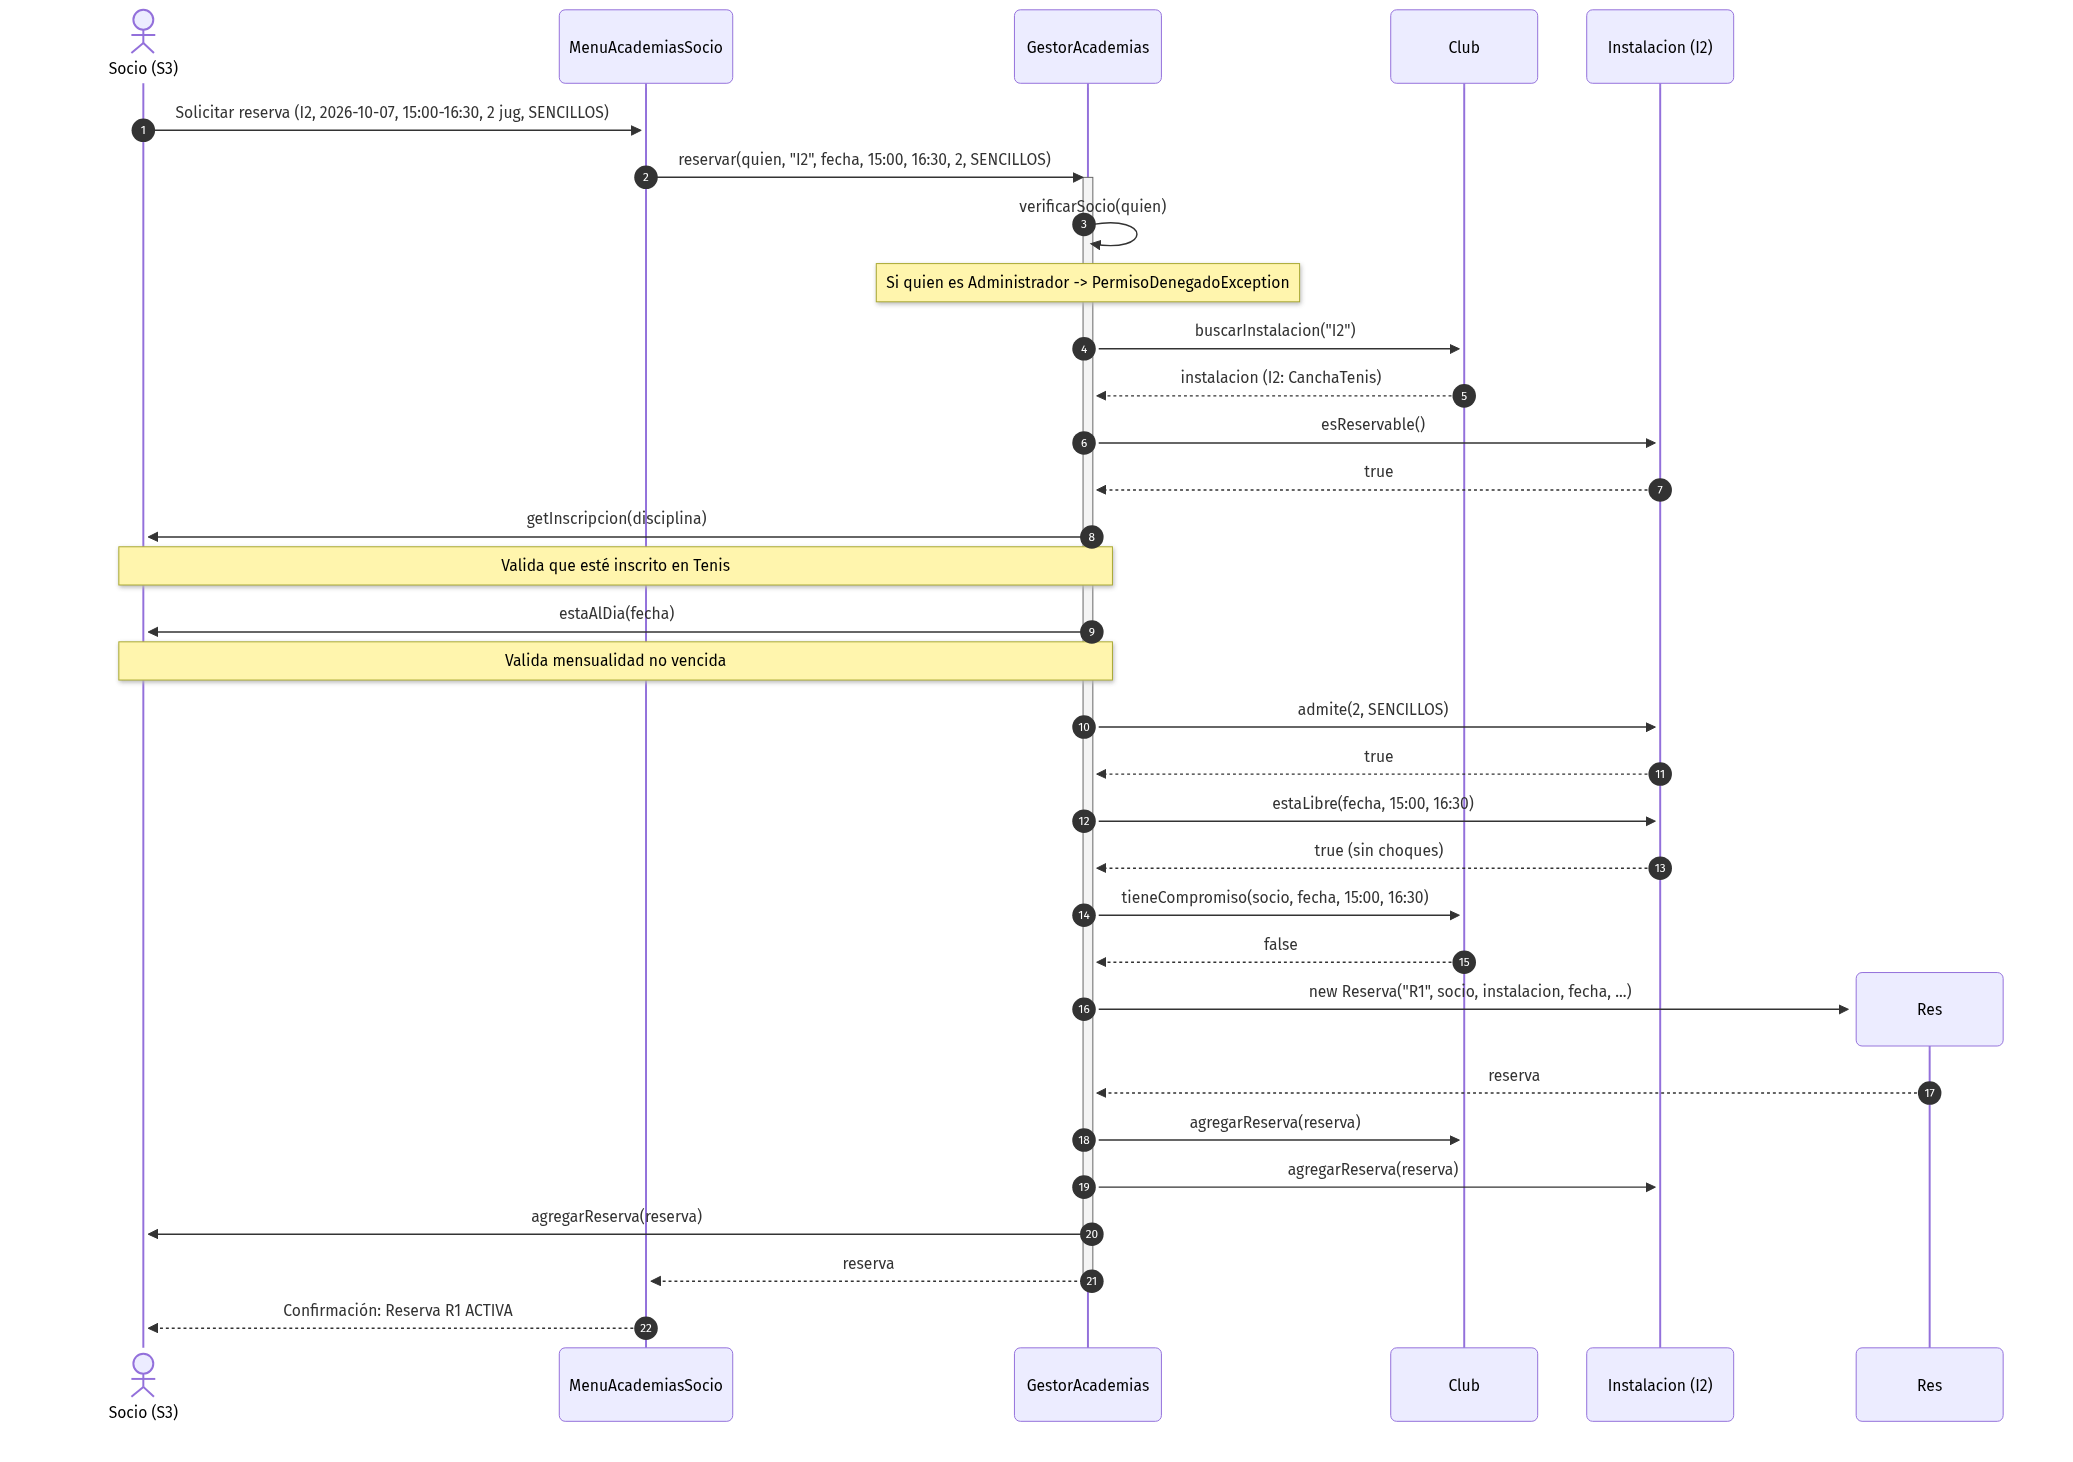 Socio (S3)
MenuAcademiasSocio
GestorAcademias
Club
Instalacion (I2)
Solicitar reserva (I2, 2026-10-07, 15:00-16:30, 2 jug, SENCILLOS)
1
reservar(quien, "I2", fecha, 15:00, 16:30, 2, SENCILLOS)
2
verificarSocio(quien)
3
Si quien es Administrador -> PermisoDenegadoException
buscarInstalacion("I2")
4
instalacion (I2: CanchaTenis)
5
esReservable()
6
true
7
getInscripcion(disciplina)
8
Valida que esté inscrito en Tenis
estaAlDia(fecha)
9
Valida mensualidad no vencida
admite(2, SENCILLOS)
10
true
11
estaLibre(fecha, 15:00, 16:30)
12
true (sin choques)
13
tieneCompromiso(socio, fecha, 15:00, 16:30)
14
false
15
new Reserva("R1", socio, instalacion, fecha, ...)
16
Res
reserva
17
agregarReserva(reserva)
18
agregarReserva(reserva)
19
agregarReserva(reserva)
20
reserva
21
Confirmación: Reserva R1 ACTIVA
22
Socio (S3)
MenuAcademiasSocio
GestorAcademias
Club
Instalacion (I2)
Res